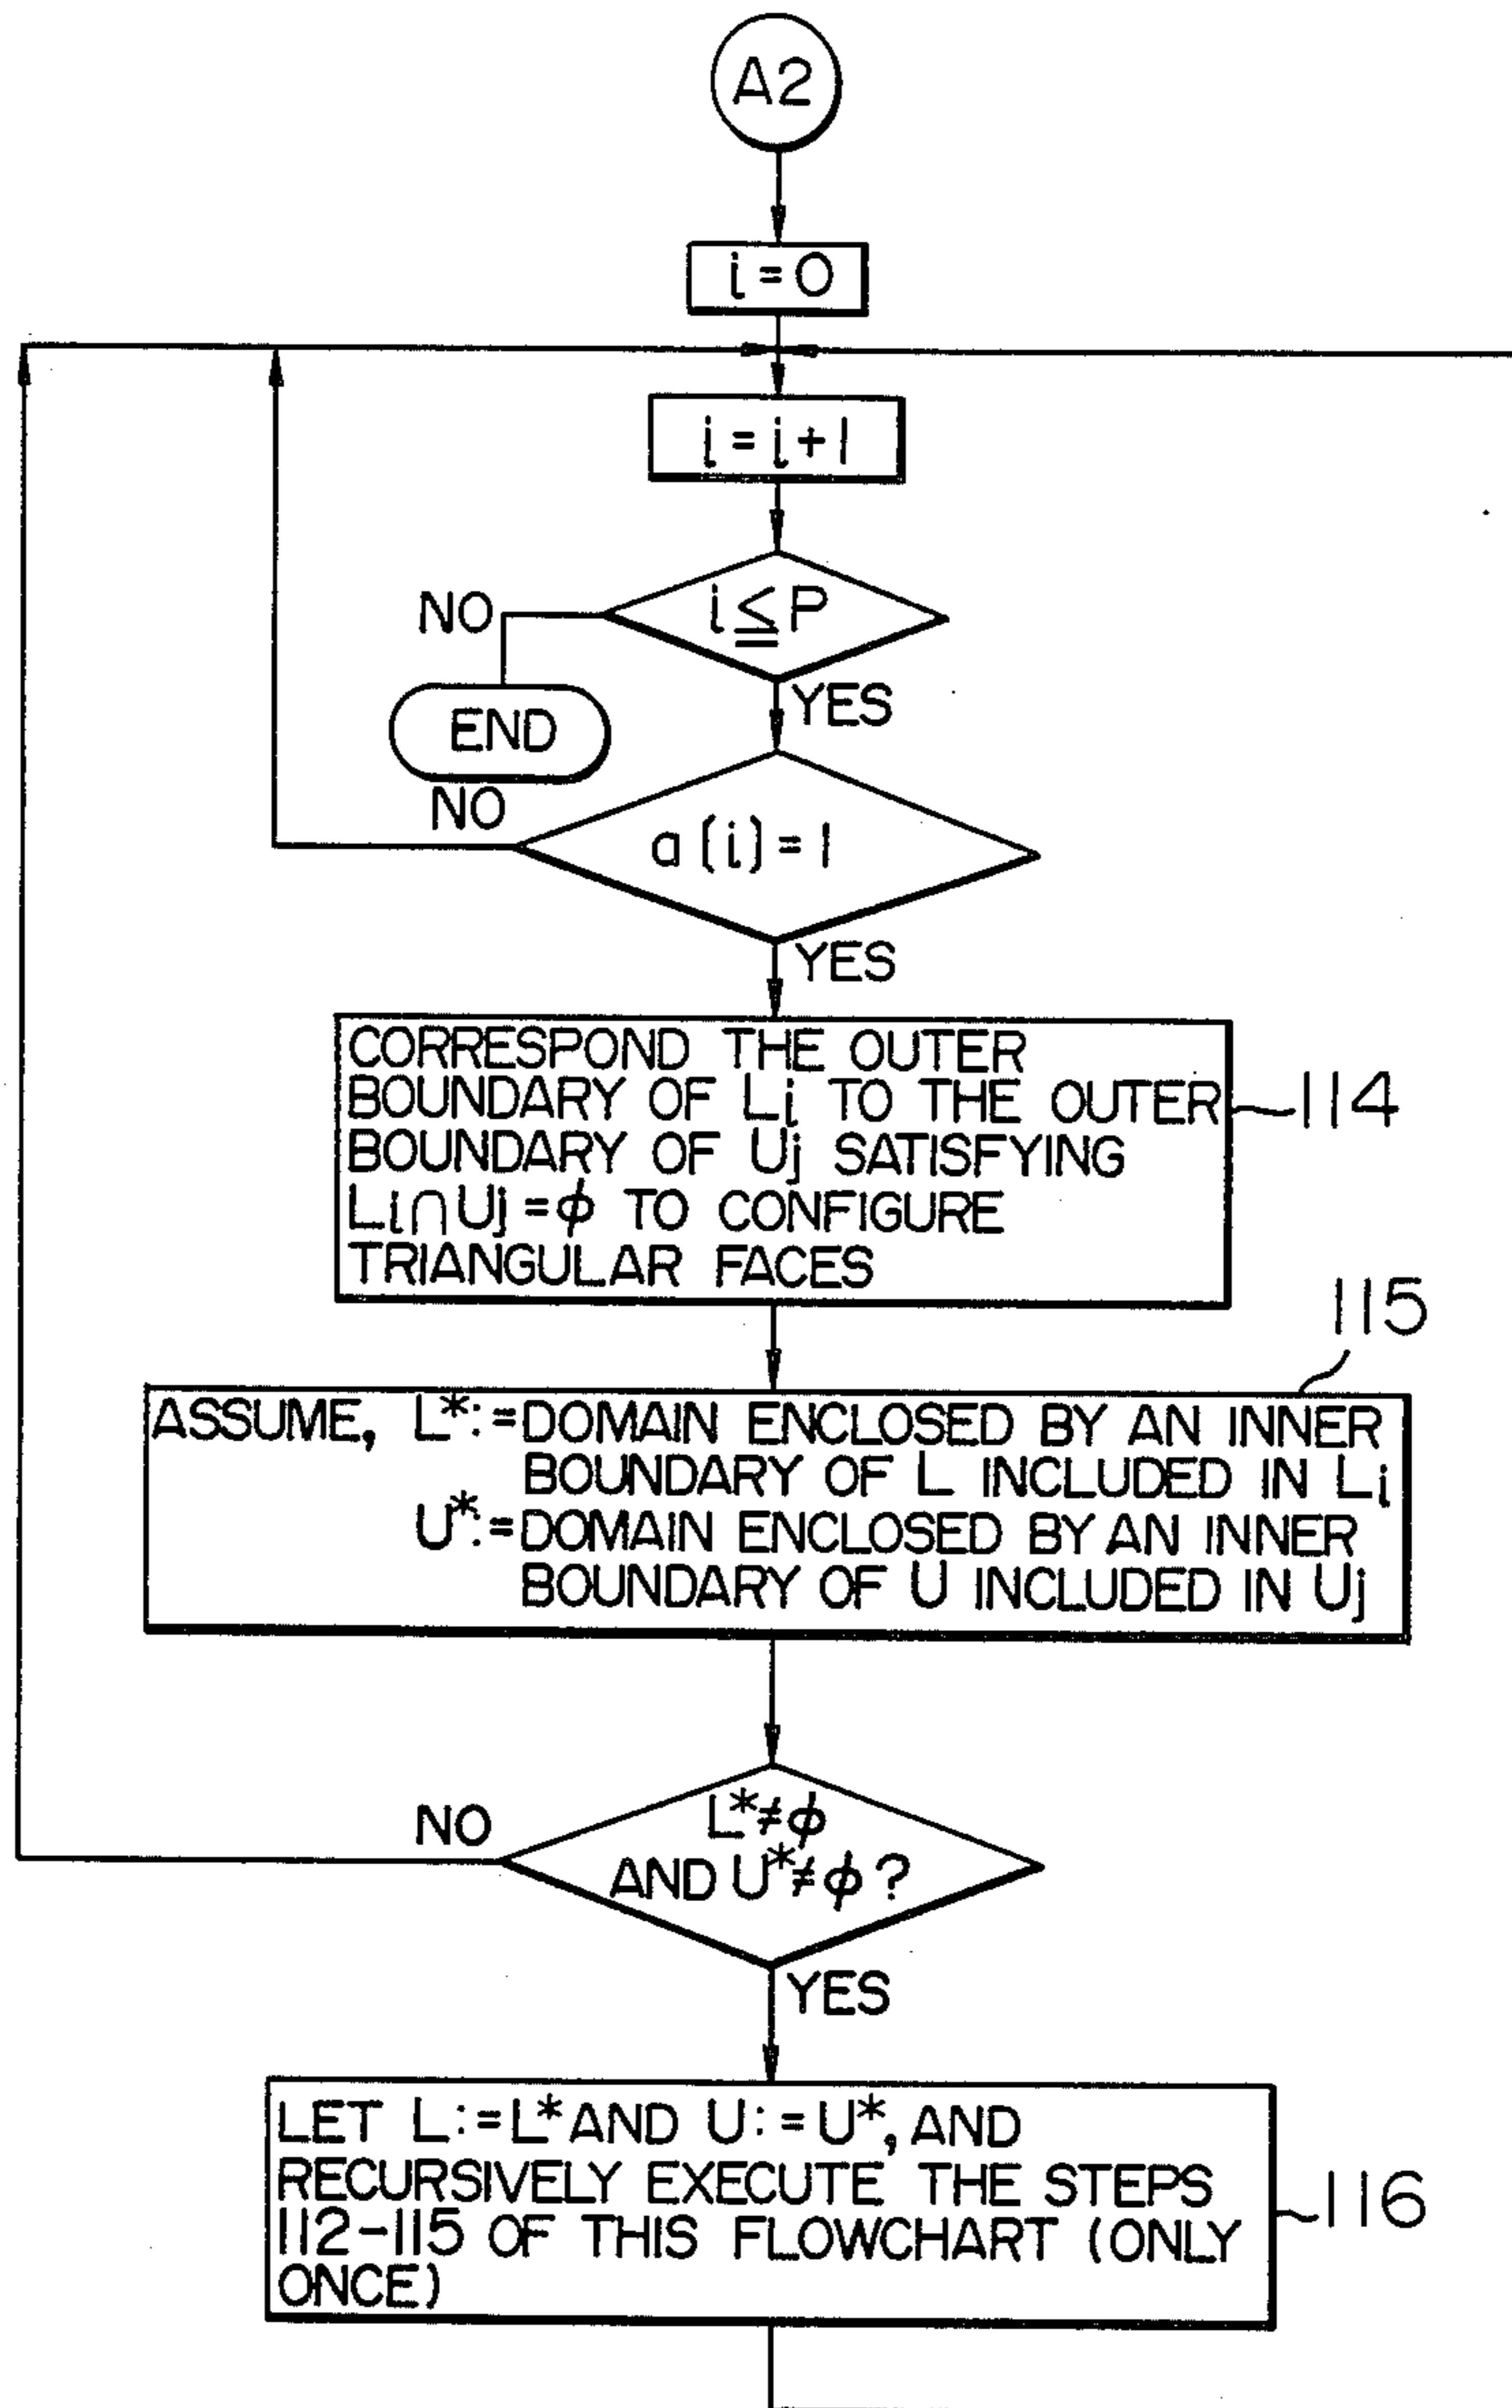 A2
i = 0
i = i + 1
i ≦ P
NO
YES
END
NO
a (i) = 1
YES
CORRESPOND THE OUTER
BOUNDARY OF Li TO THE OUTER
BOUNDARY OF Uj SATISFYING
Li∩Uj = ϕ TO CONFIGURE
TRIANGULAR FACES
114
115
ASSUME, L*:=DOMAIN ENCLOSED BY AN INNER
BOUNDARY OF L INCLUDED IN Li
U*:=DOMAIN ENCLOSED BY AN INNER
BOUNDARY OF U INCLUDED IN Uj
NO
L*≠ϕ
AND U*≠ϕ ?
YES
LET L:=L* AND U:=U*, AND
RECURSIVELY EXECUTE THE STEPS
112-115 OF THIS FLOWCHART (ONLY
ONCE)
116